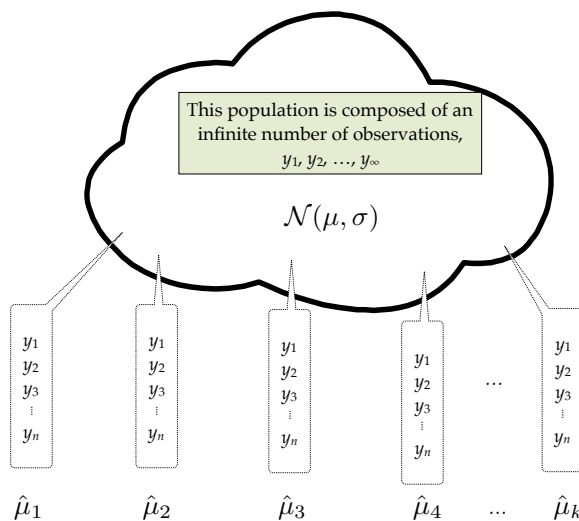 This population is composed of an
infinite number of observations,
y₁, y₂, …, y∞
𝒩(μ, σ)
y₁
y₂
y₃
⋮
yₙ
y₁
y₂
y₃
⋮
yₙ
y₁
y₂
y₃
⋮
yₙ
y₁
y₂
y₃
⋮
yₙ
...
y₁
y₂
y₃
⋮
yₙ
μ̂₁ μ̂₂ μ̂₃ μ̂₄ ... μ̂ₖ